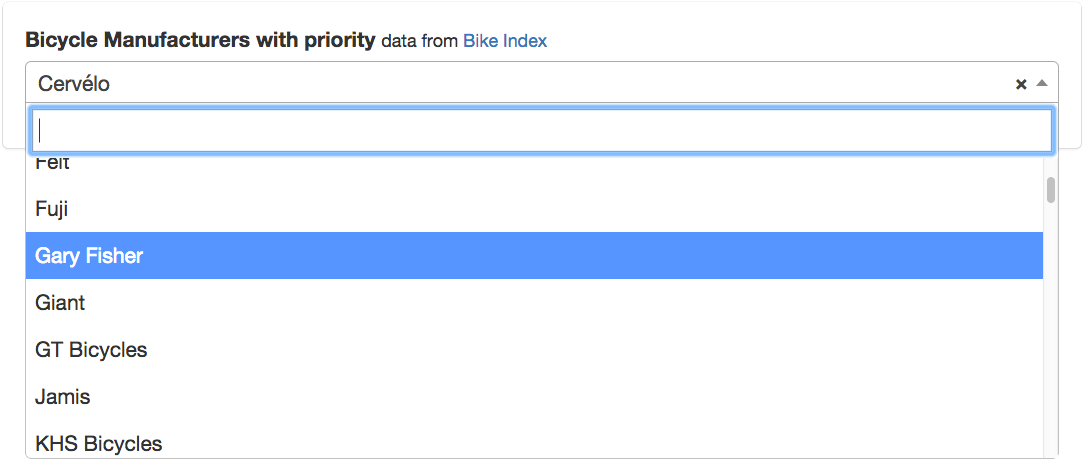 Bicycle Manufacturers with priority data from Bike Index
Cervélo
Felt
Fuji
Gary Fisher
Giant
GT Bicycles
Jamis
KHS Bicycles